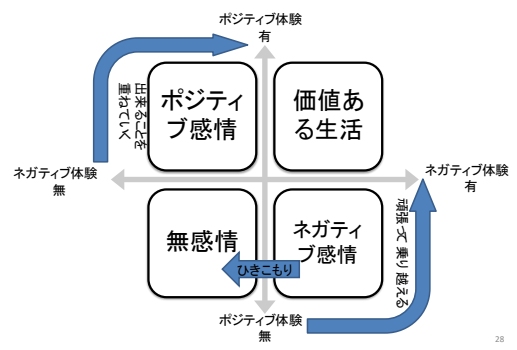 ポジティブ体験
有
出来ることを
重ねていく
ポジティ
ブ感情
価値あ
る生活
ネガティブ体験
無
ネガティブ体験
有
無感情
ネガティ
ブ感情
ひきこもり
頑張って 乗り 越える
ポジティブ体験
無
28